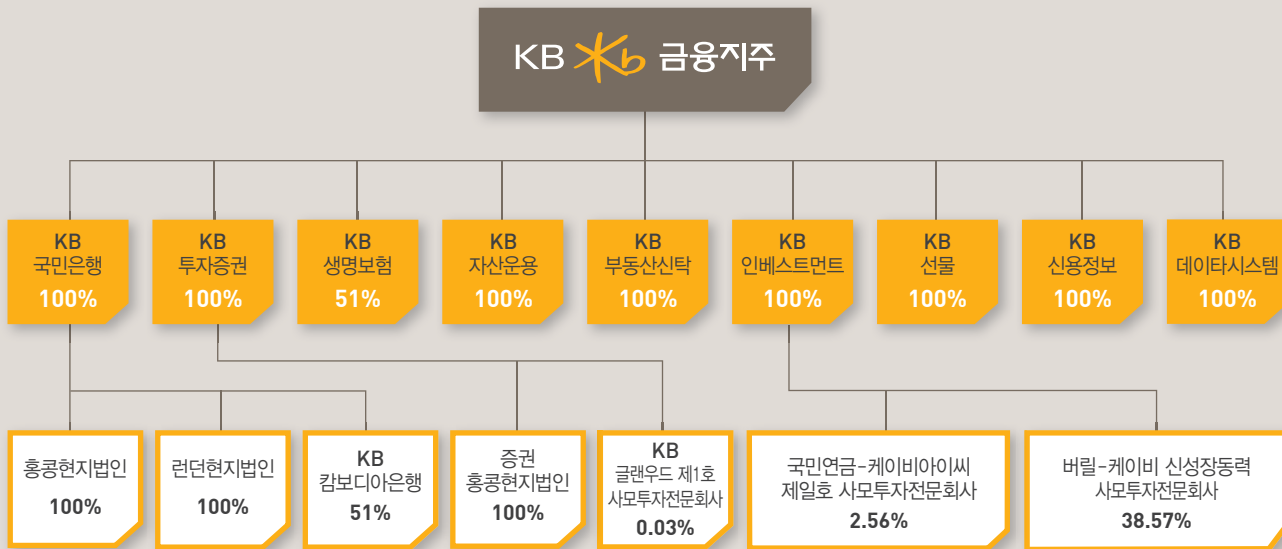 KB Kb 금융지주
KB
국민은행
100%
KB
투자증권
100%
KB
생명보험
51%
KB
자산운용
100%
KB
부동산신탁
100%
KB
인베스트먼트
100%
KB
선물
100%
KB
신용정보
100%
KB
데이타시스템
100%
홍콩현지법인
100%
런던현지법인
100%
KB
캄보디아은행
51%
증권
홍콩현지법인
100%
KB
글랜우드 제1호
사모투자전문회사
0.03%
국민연금-케이비아이씨
제일호 사모투자전문회사
2.56%
버릴-케이비 신성장동력
사모투자전문회사
38.57%